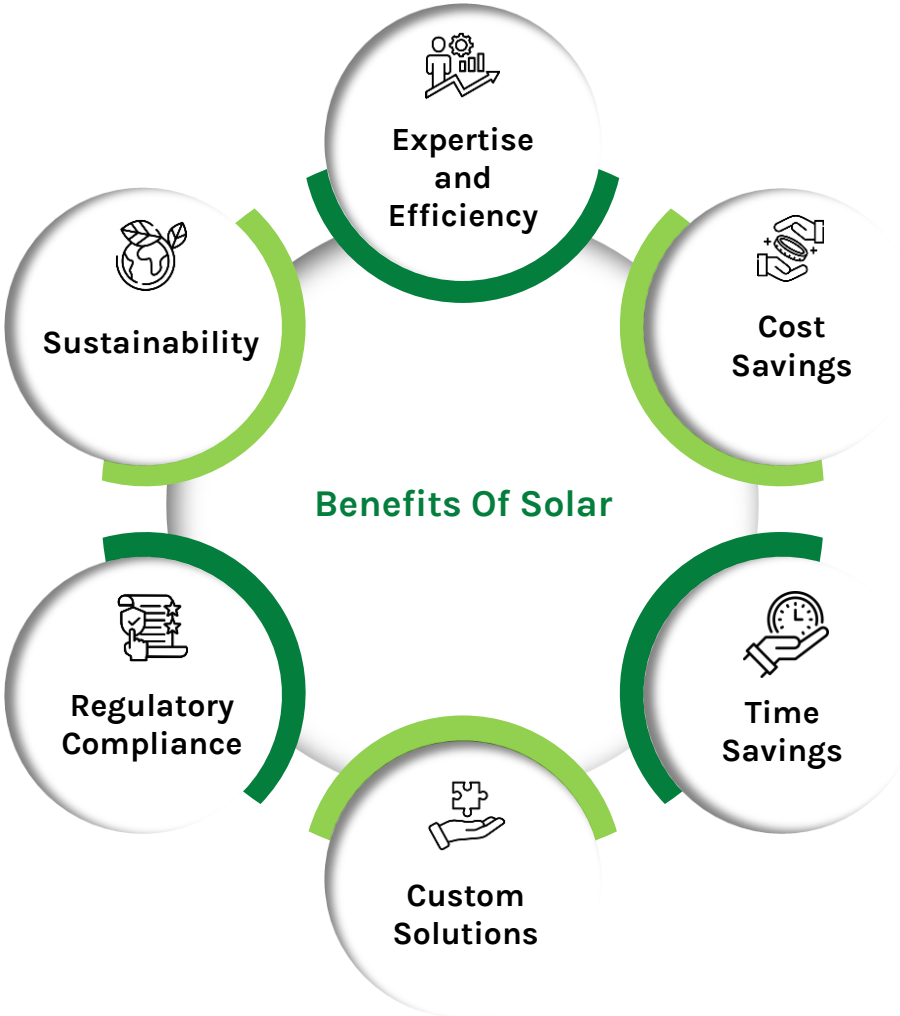 Expertise
and
Efficiency
Sustainability
Cost
Savings
Benefits Of Solar
Regulatory
Compliance
Time
Savings
Custom
Solutions